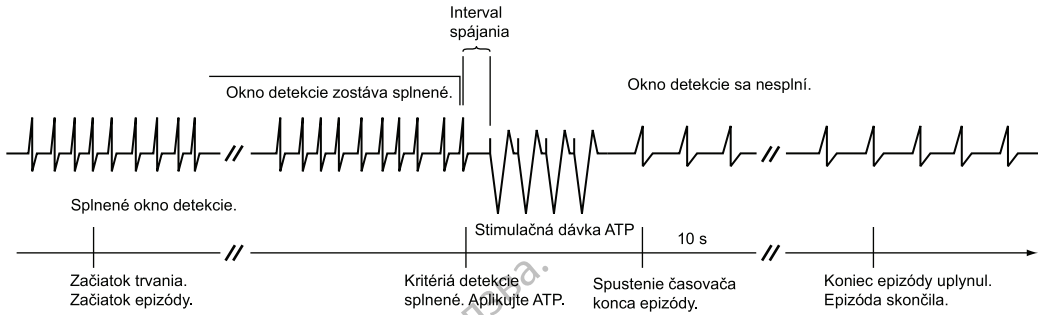 Interval
spájania
Okno detekcie zostáva splnené.
Okno detekcie sa nesplní.
Splnené okno detekcie.
Stimulačná dávka ATP
10 s
Začiatok trvania.
Začiatok epizódy.
Kritériá detekcie
splnené. Aplikujte ATP.
Spustenie časovača
konca epizódy.
Koniec epizódy uplynul.
Epizóda skončila.